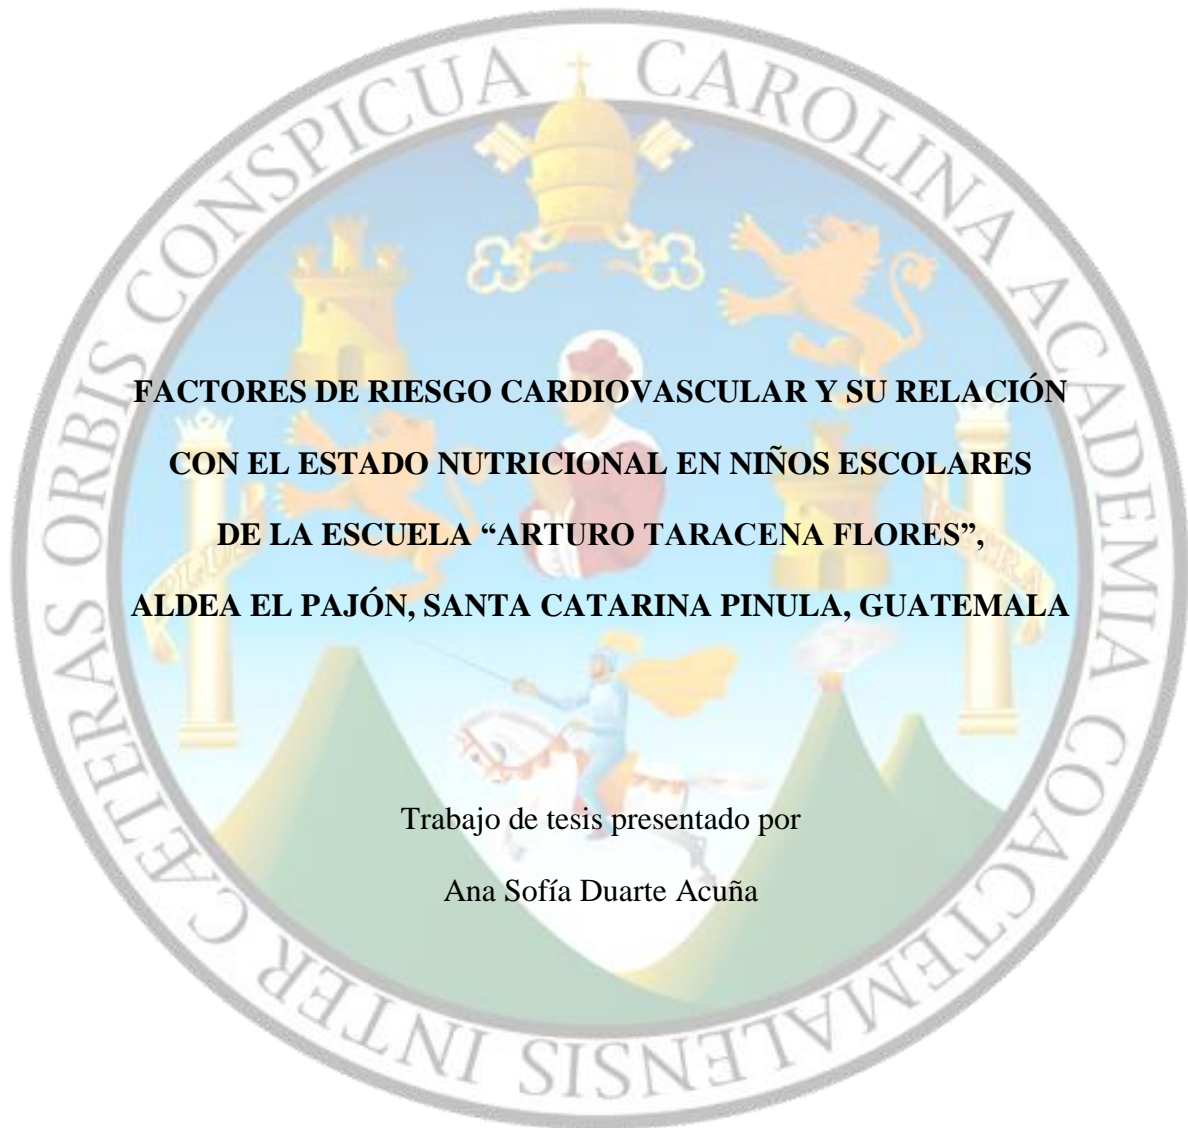 CAROLINA ACADEMIA COACTEMALENSIS INTER CÆTERAS ORBIS CONSPICUA
FACTORES DE RIESGO CARDIOVASCULAR Y SU RELACIÓN
CON EL ESTADO NUTRICIONAL EN NIÑOS ESCOLARES
DE LA ESCUELA “ARTURO TARACENA FLORES”,
ALDEA EL PAJÓN, SANTA CATARINA PINULA, GUATEMALA
Trabajo de tesis presentado por
Ana Sofía Duarte Acuña